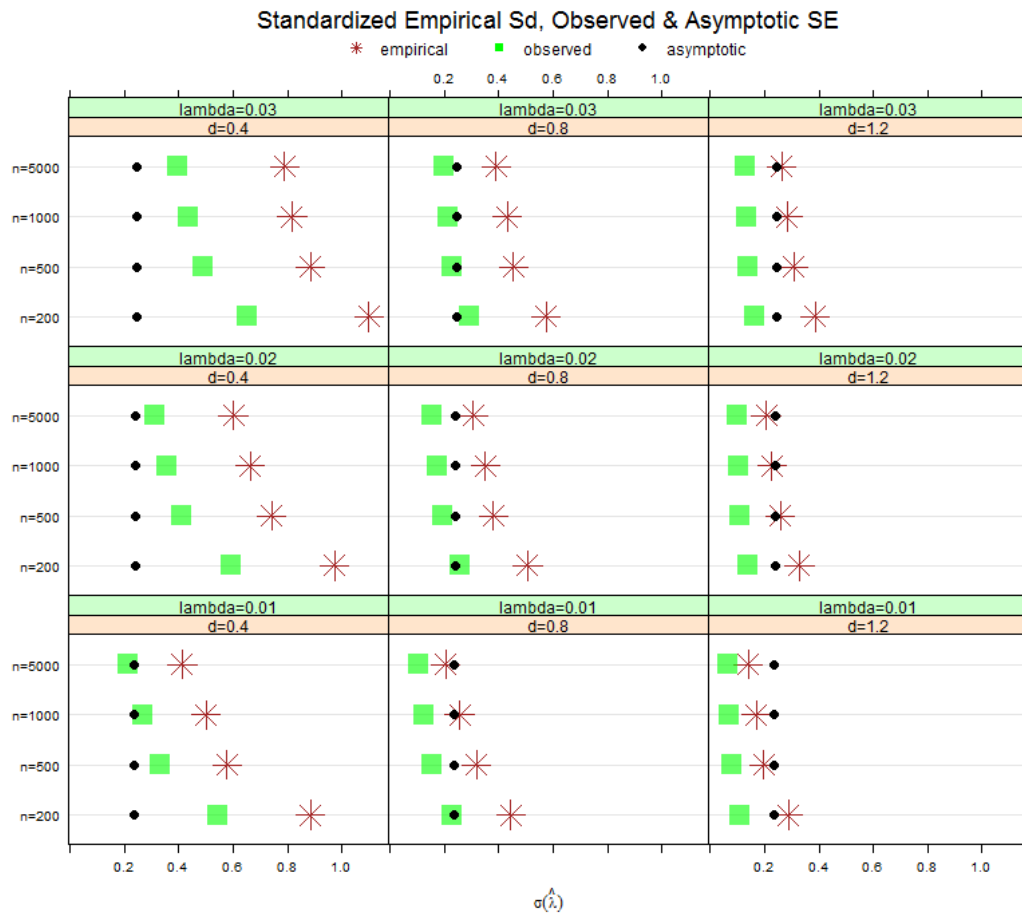 Standardized Empirical Sd, Observed & Asymptotic SE
empirical observed asymptotic
0.2 0.4 0.6 0.8 1.0
lambda=0.03 lambda=0.03 lambda=0.03
d=0.4 d=0.8 d=1.2
n=5000
n=1000
n=500
n=200
lambda=0.02 lambda=0.02 lambda=0.02
d=0.4 d=0.8 d=1.2
n=5000
n=1000
n=500
n=200
lambda=0.01 lambda=0.01 lambda=0.01
d=0.4 d=0.8 d=1.2
n=5000
n=1000
n=500
n=200
0.2 0.4 0.6 0.8 1.0 0.2 0.4 0.6 0.8 1.0
σ(λ̂)